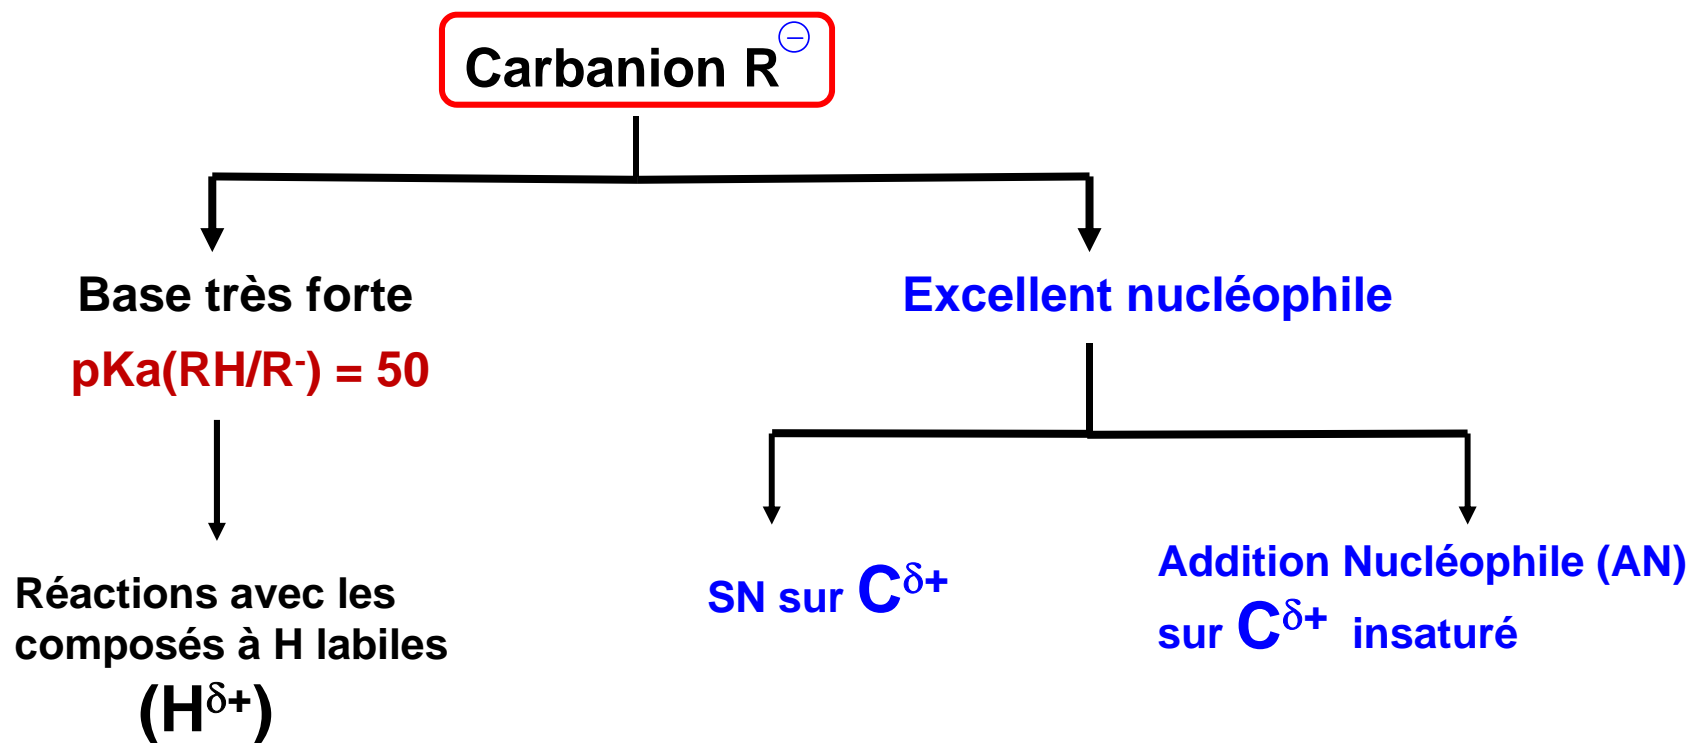 Carbanion R⊖
Base très forte
pKa(RH/R⁻) = 50
Excellent nucléophile
Réactions avec les
composés à H labiles
(Hδ+)
SN sur Cδ+
Addition Nucléophile (AN)
sur Cδ+ insaturé